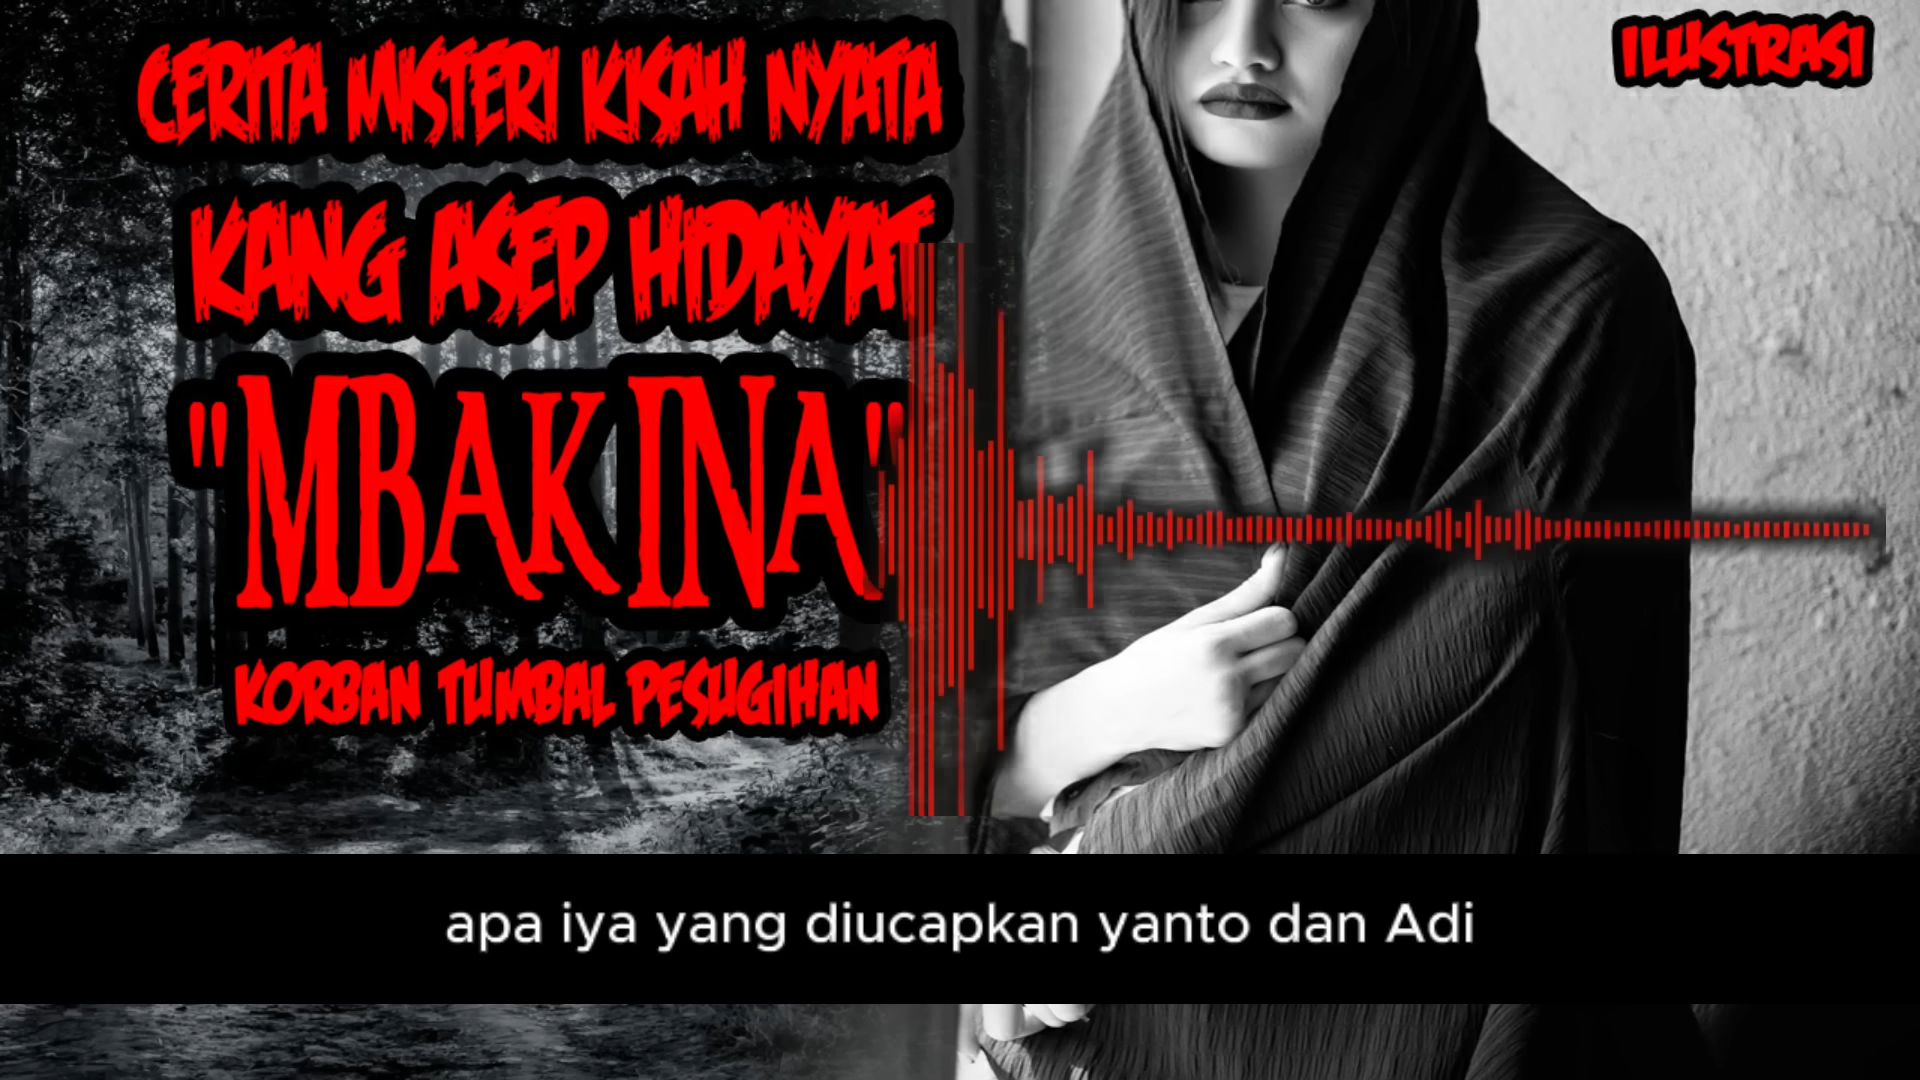 CERITA MISTERI KISAH NYATA
ILUSTRASI
KANG ASEP HIDAYAT
"MBAK INA"
KORBAN TUMBAL PESUGIHAN
apa iya yang diucapkan yanto dan Adi